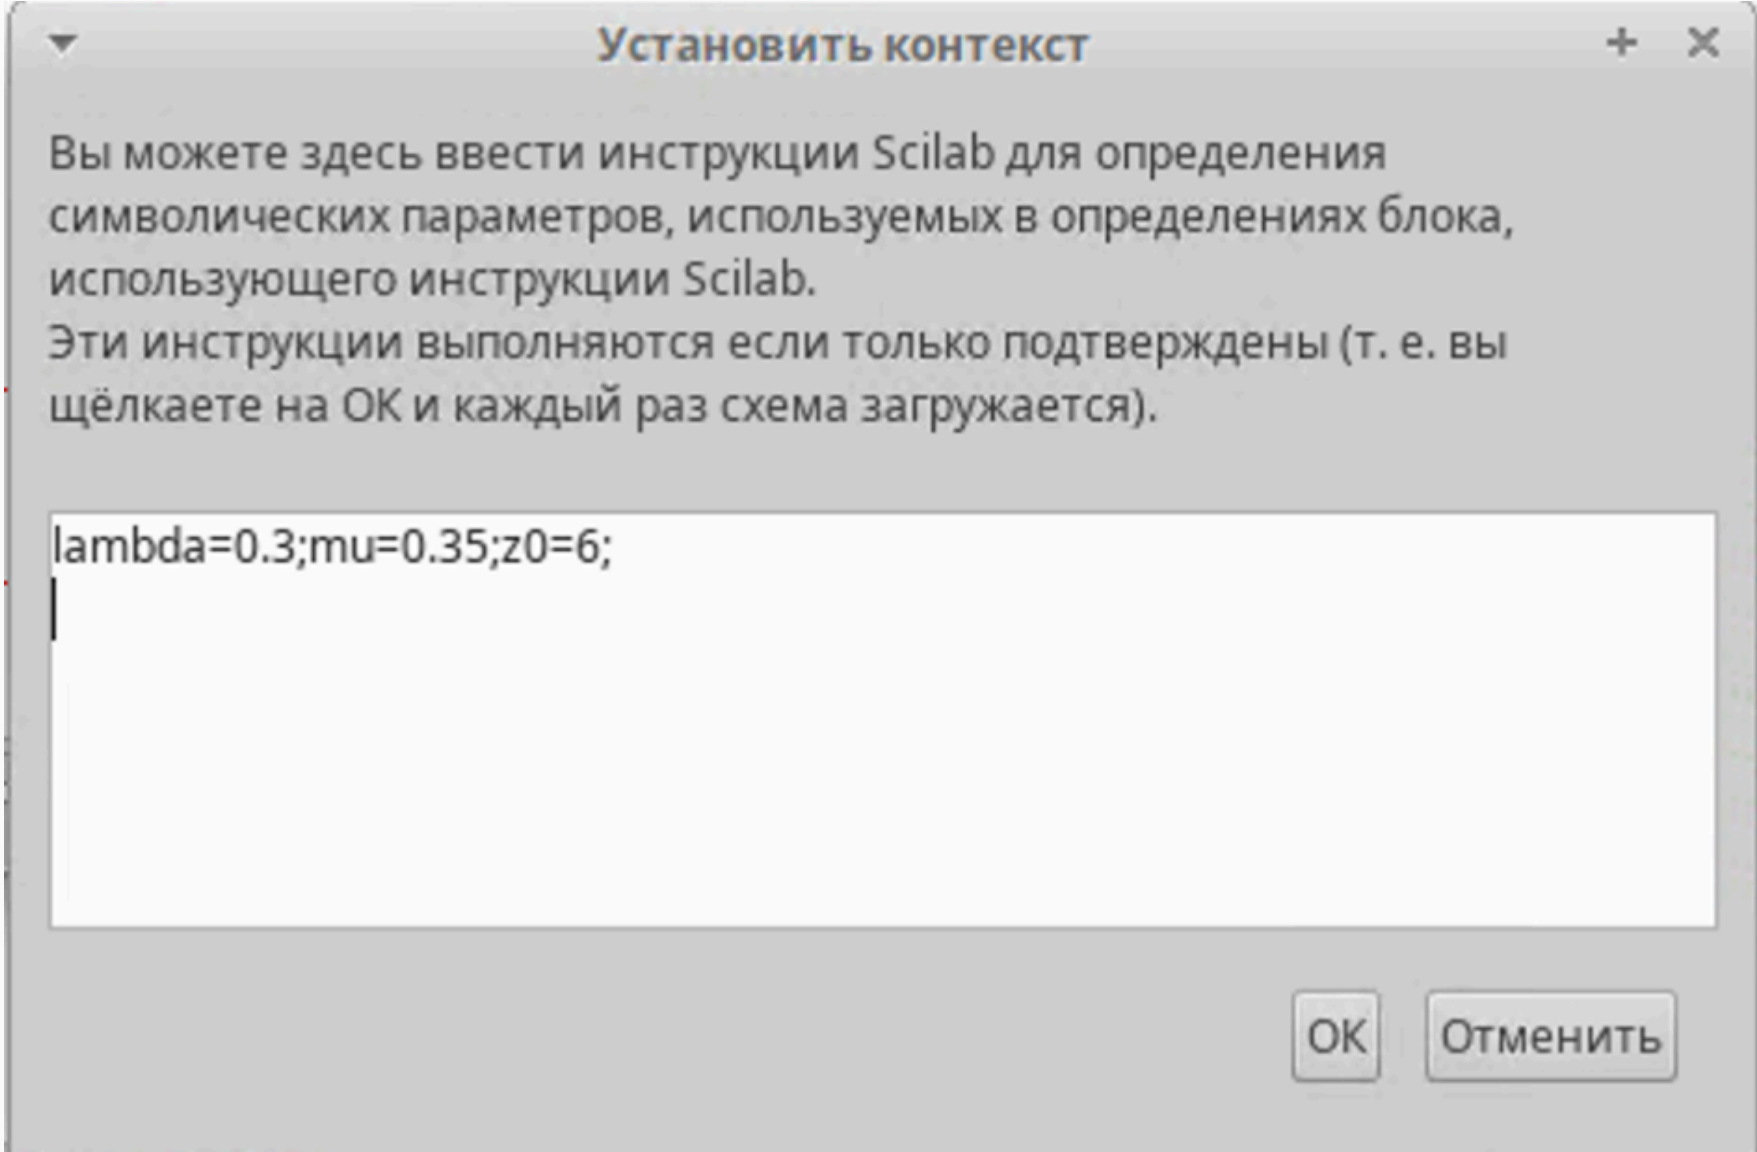 Установить контекст
Вы можете здесь ввести инструкции Scilab для определения
символических параметров, используемых в определениях блока,
использующего инструкции Scilab.
Эти инструкции выполняются если только подтверждены (т. е. вы
щёлкаете на ОК и каждый раз схема загружается).
lambda=0.3;mu=0.35;z0=6;
ОК Отменить